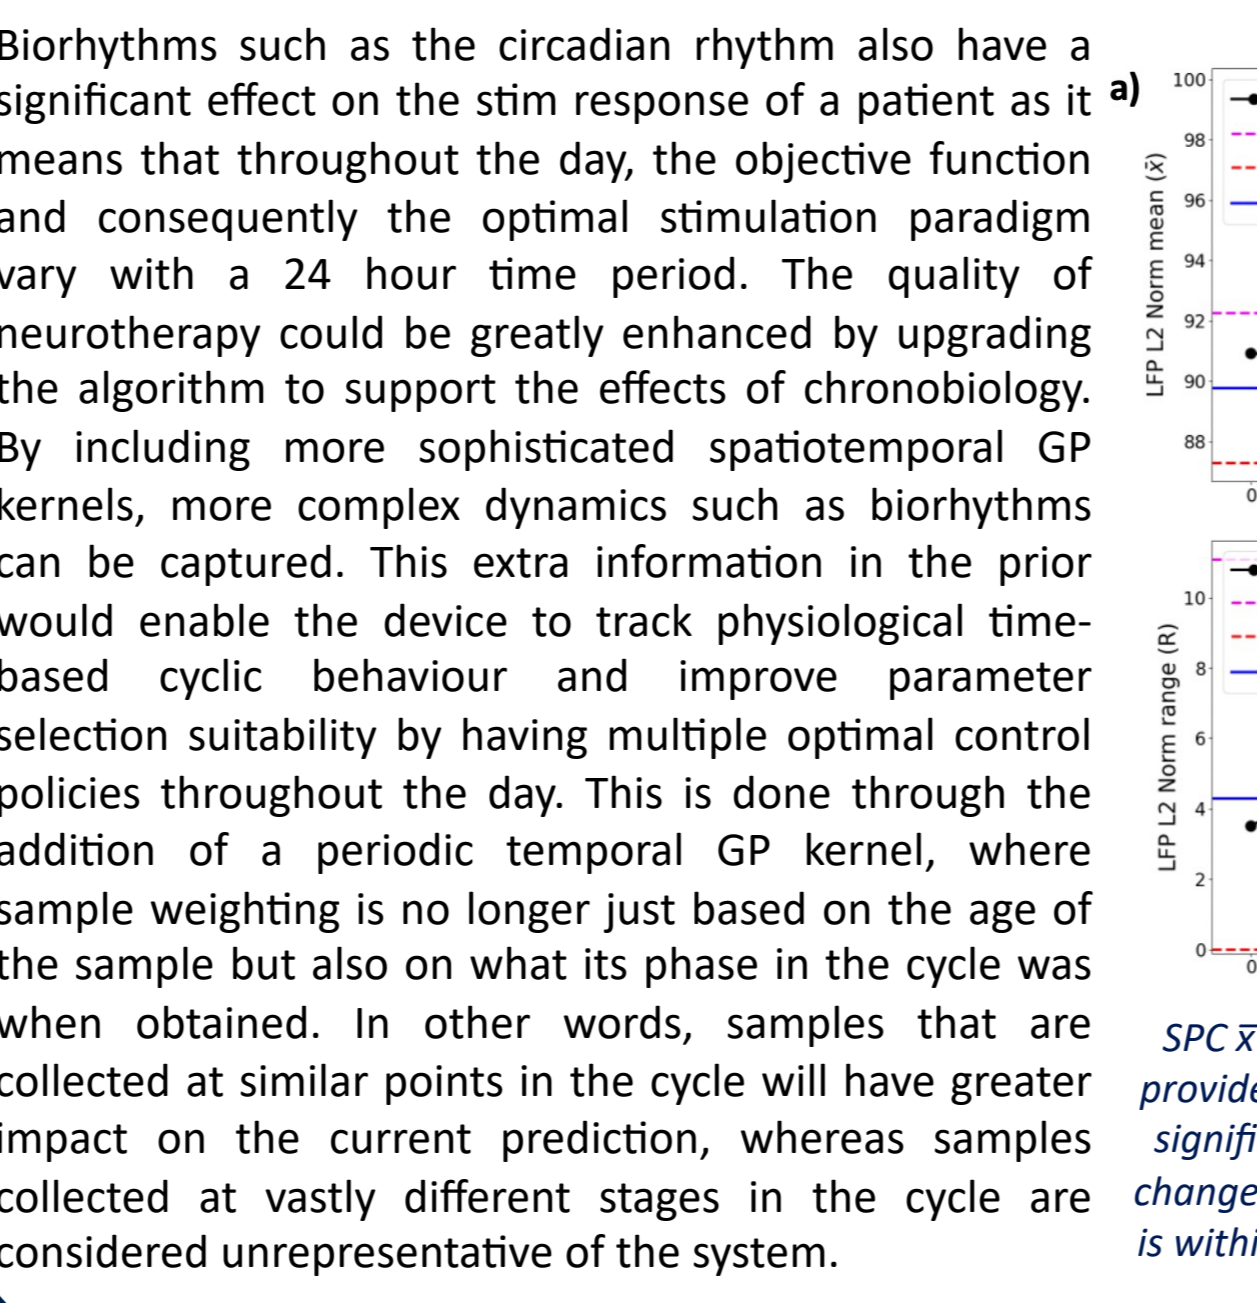 Biorhythms such as the circadian rhythm also have a
significant effect on the stim response of a patient as it
means that throughout the day, the objective function
and consequently the optimal stimulation paradigm
vary with a 24 hour time period. The quality of
neurotherapy could be greatly enhanced by upgrading
the algorithm to support the effects of chronobiology.
By including more sophisticated spatiotemporal GP
kernels, more complex dynamics such as biorhythms
can be captured. This extra information in the prior
would enable the device to track physiological time-
based cyclic behaviour and improve parameter
selection suitability by having multiple optimal control
policies throughout the day. This is done through the
addition of a periodic temporal GP kernel, where
sample weighting is no longer just based on the age of
the sample but also on what its phase in the cycle was
when obtained. In other words, samples that are
collected at similar points in the cycle will have greater
impact on the current prediction, whereas samples
collected at vastly different stages in the cycle are
considered unrepresentative of the system.
a)
LFP L2 Norm mean (x̄)
100
98
96
94
92
90
88
0
LFP L2 Norm range (R)
10
8
6
4
2
0
0
SPC x̄
provide
signifi
change
is withi